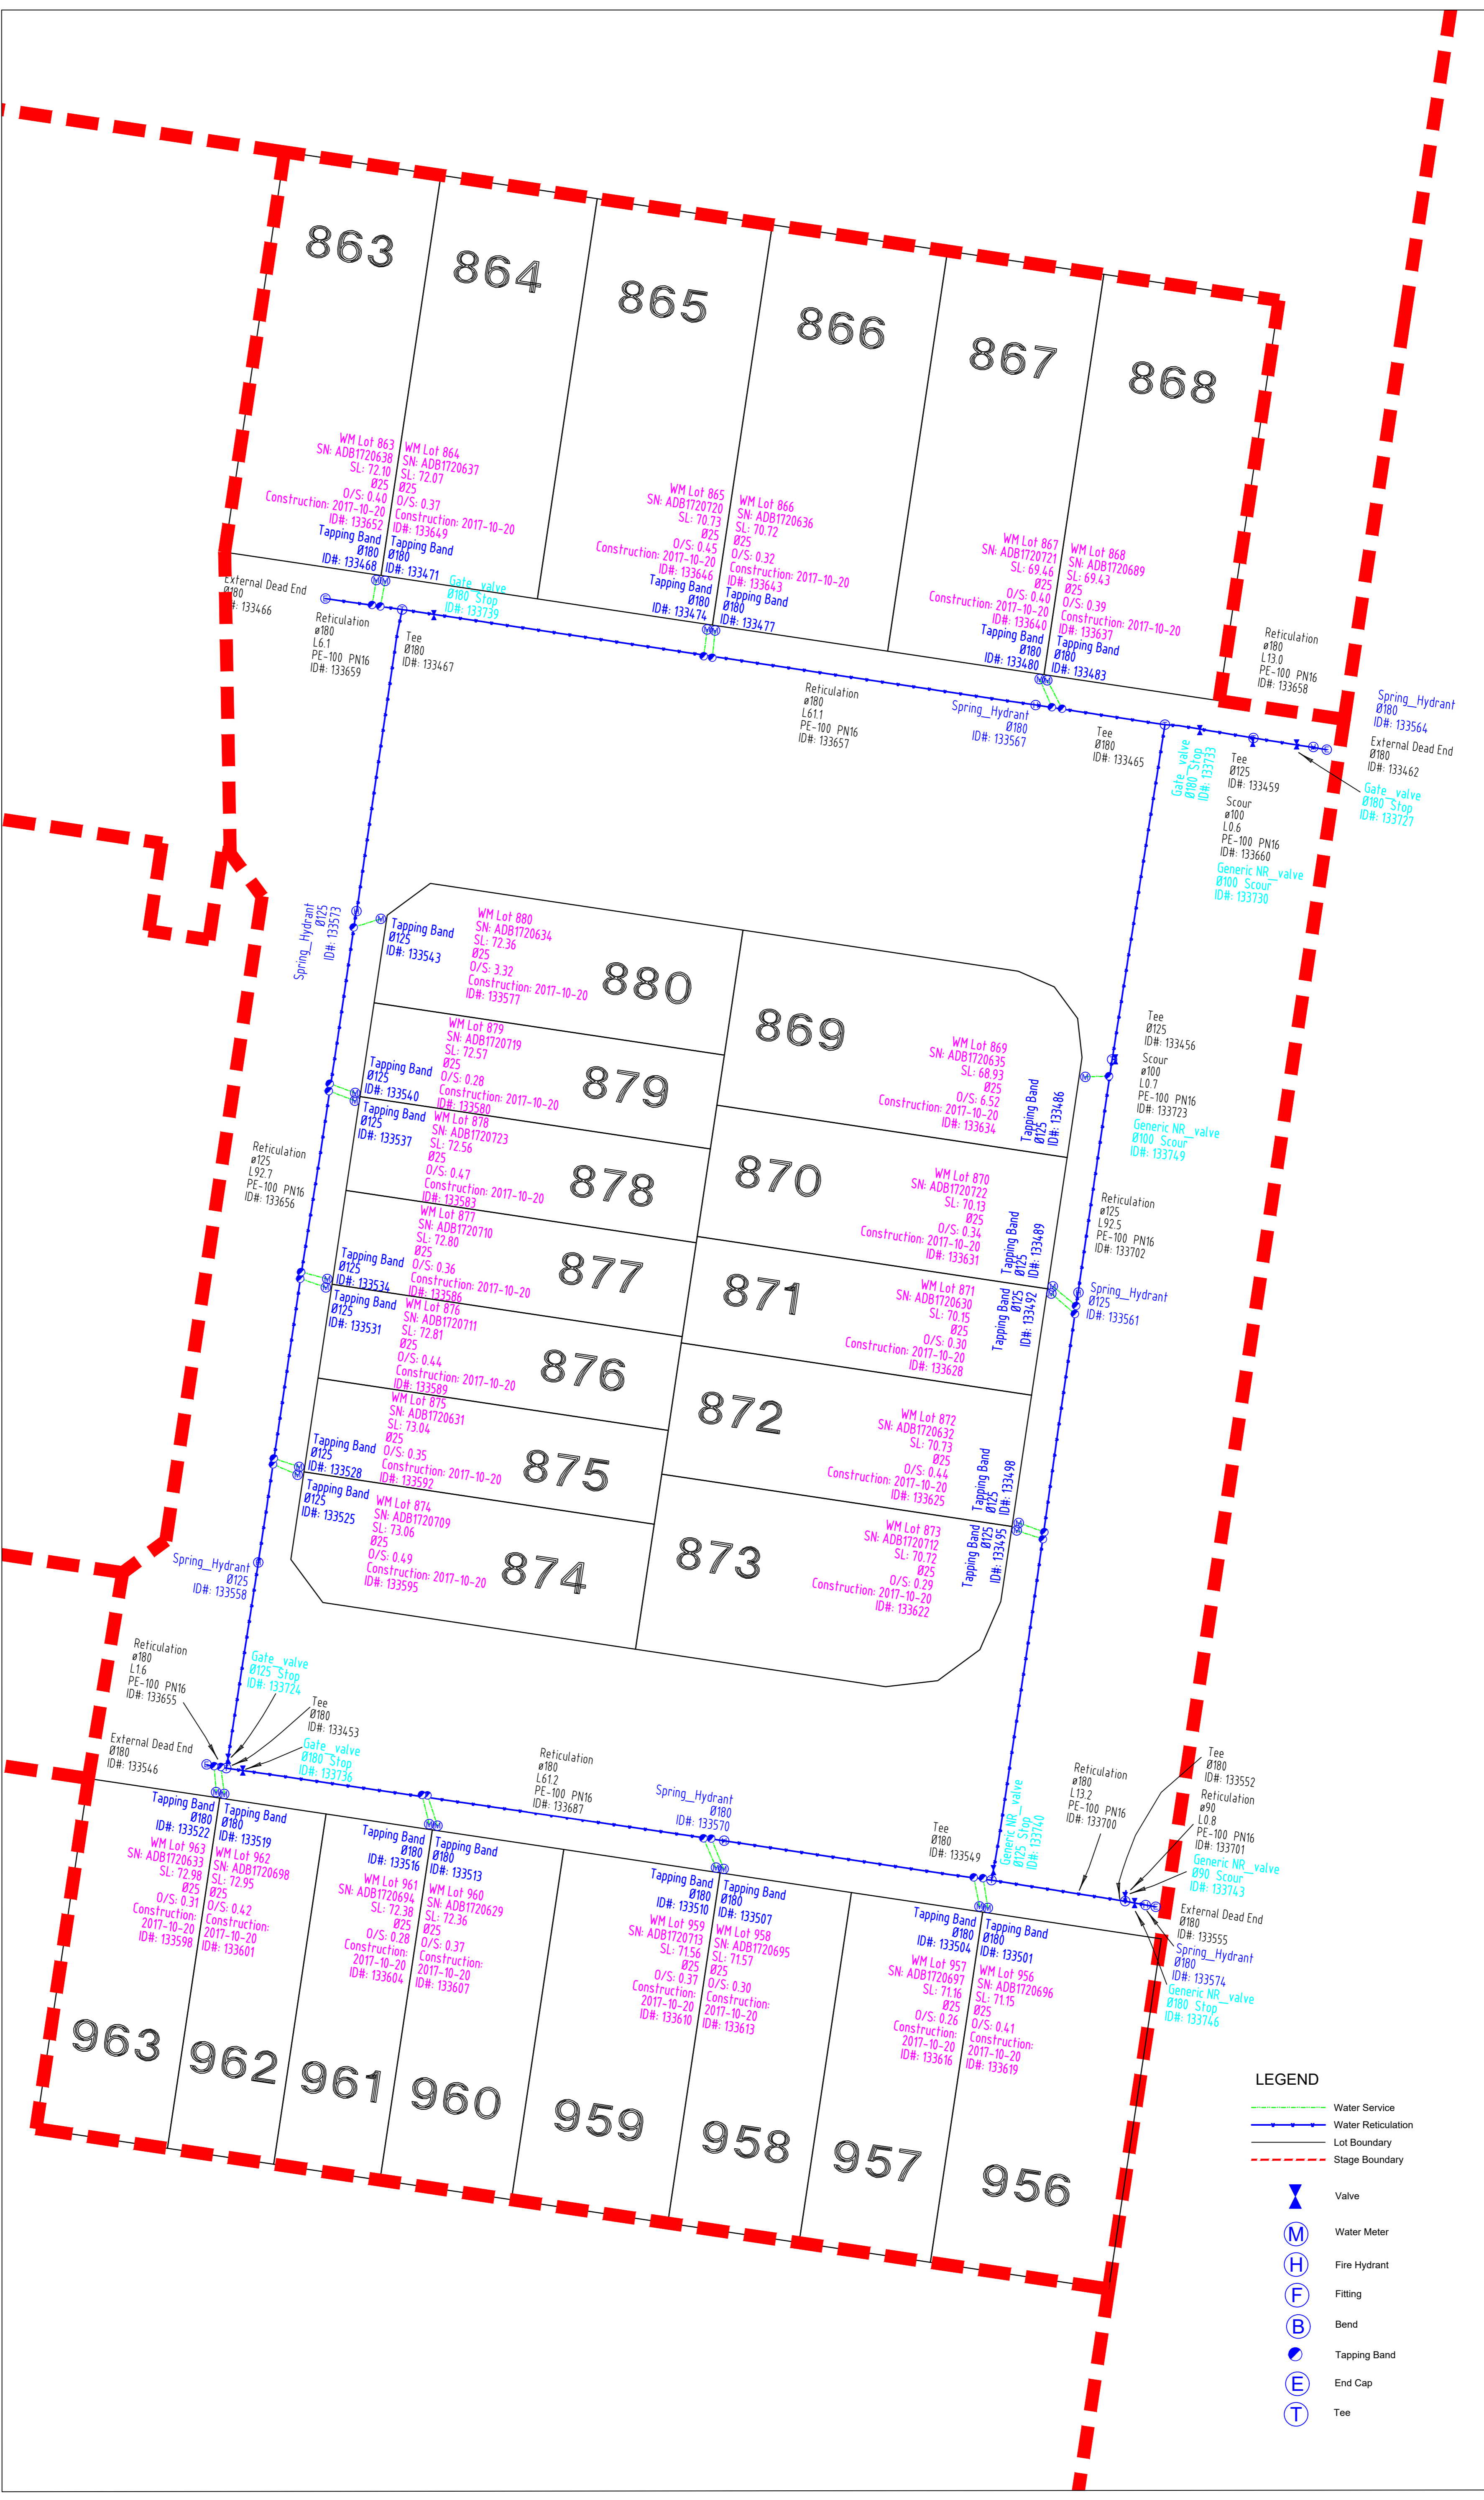 863
864
865
866
867
868
WM Lot 863
SN: ADB1720638
SL: 72.10
Ø25
O/S: 0.40
Construction: 2017-10-20
ID#: 133652
Tapping Band
Ø180
ID#: 133468
WM Lot 864
SN: ADB1720637
SL: 72.07
Ø25
O/S: 0.37
Construction: 2017-10-20
ID#: 133649
Tapping Band
Ø180
ID#: 133471
WM Lot 865
SN: ADB1720720
SL: 70.73
Ø25
O/S: 0.45
Construction: 2017-10-20
ID#: 133646
Tapping Band
Ø180
ID#: 133474
WM Lot 866
SN: ADB1720636
SL: 70.72
Ø25
O/S: 0.32
Construction: 2017-10-20
ID#: 133643
Tapping Band
Ø180
ID#: 133477
WM Lot 867
SN: ADB1720721
SL: 69.46
Ø25
O/S: 0.40
Construction: 2017-10-20
ID#: 133640
Tapping Band
Ø180
ID#: 133480
WM Lot 868
SN: ADB1720689
SL: 69.43
Ø25
O/S: 0.39
Construction: 2017-10-20
ID#: 133637
Tapping Band
Ø180
ID#: 133483
External Dead End
Ø180
#: 133466
Reticulation
ø180
L6.1
PE-100 PN16
ID#: 133659
Tee
Ø180
ID#: 133467
Gate_valve
Ø180 Stop
ID#: 133739
Reticulation
ø180
L61.1
PE-100 PN16
ID#: 133657
Spring_Hydrant
Ø180
ID#: 133567
Tee
Ø180
ID#: 133465
Gate_valve
Ø180 Stop
ID#: 133733
Reticulation
ø180
L13.0
PE-100 PN16
ID#: 133658
Spring_Hydrant
Ø180
ID#: 133564
External Dead End
Ø180
ID#: 133462
Gate_valve
Ø180 Stop
ID#: 133727
Tee
Ø125
ID#: 133459
Scour
ø100
L0.6
PE-100 PN16
ID#: 133660
Generic NR_valve
Ø100 Scour
ID#: 133730
Spring_Hydrant
Ø125
ID#: 133573
Tapping Band
Ø125
ID#: 133543
WM Lot 880
SN: ADB1720634
SL: 72.36
Ø25
O/S: 3.32
Construction: 2017-10-20
ID#: 133577
880
869
WM Lot 869
SN: ADB1720635
SL: 68.93
Ø25
O/S: 6.52
Construction: 2017-10-20
ID#: 133634
Tapping Band
Ø125
ID#: 133486
Tee
Ø125
ID#: 133456
Scour
ø100
L0.7
PE-100 PN16
ID#: 133723
Generic NR_valve
Ø100 Scour
ID#: 133749
Tapping Band
Ø125
ID#: 133540
WM Lot 879
SN: ADB1720719
SL: 72.57
Ø25
O/S: 0.28
Construction: 2017-10-20
ID#: 133580
879
Tapping Band
Ø125
ID#: 133537
WM Lot 878
SN: ADB1720723
SL: 72.56
Ø25
O/S: 0.47
Construction: 2017-10-20
ID#: 133583
878
870
WM Lot 870
SN: ADB1720722
SL: 70.13
Ø25
O/S: 0.34
Construction: 2017-10-20
ID#: 133631
Tapping Band
Ø125
ID#: 133489
Reticulation
ø125
L92.7
PE-100 PN16
ID#: 133656
Reticulation
ø125
L92.5
PE-100 PN16
ID#: 133702
Tapping Band
Ø125
ID#: 133534
WM Lot 877
SN: ADB1720710
SL: 72.80
Ø25
O/S: 0.36
Construction: 2017-10-20
ID#: 133586
877
871
WM Lot 871
SN: ADB1720630
SL: 70.15
Ø25
O/S: 0.30
Construction: 2017-10-20
ID#: 133628
Tapping Band
Ø125
ID#: 133492
Spring_Hydrant
Ø125
ID#: 133561
Tapping Band
Ø125
ID#: 133531
WM Lot 876
SN: ADB1720711
SL: 72.81
Ø25
O/S: 0.44
Construction: 2017-10-20
ID#: 133589
876
872
WM Lot 872
SN: ADB1720632
SL: 70.73
Ø25
O/S: 0.44
Construction: 2017-10-20
ID#: 133625
Tapping Band
Ø125
ID#: 133498
Tapping Band
Ø125
ID#: 133528
WM Lot 875
SN: ADB1720631
SL: 73.04
Ø25
O/S: 0.35
Construction: 2017-10-20
ID#: 133592
875
Tapping Band
Ø125
ID#: 133525
WM Lot 874
SN: ADB1720709
SL: 73.06
Ø25
O/S: 0.49
Construction: 2017-10-20
ID#: 133595
874
873
WM Lot 873
SN: ADB1720712
SL: 70.72
Ø25
O/S: 0.29
Construction: 2017-10-20
ID#: 133622
Tapping Band
Ø125
ID#: 133495
Spring_Hydrant
Ø125
ID#: 133558
Reticulation
ø180
L1.6
PE-100 PN16
ID#: 133655
Gate_valve
Ø125 Stop
ID#: 133724
Tee
Ø180
ID#: 133453
External Dead End
Ø180
ID#: 133546
Gate_valve
Ø180 Stop
ID#: 133736
Reticulation
ø180
L61.2
PE-100 PN16
ID#: 133687
Spring_Hydrant
Ø180
ID#: 133570
Tee
Ø180
ID#: 133549
Generic NR_valve
Ø125 Stop
ID#: 133740
Reticulation
ø180
L13.2
PE-100 PN16
ID#: 133700
Tee
Ø180
ID#: 133552
Reticulation
ø90
L0.8
PE-100 PN16
ID#: 133701
Generic NR_valve
Ø90 Scour
ID#: 133743
External Dead End
Ø180
ID#: 133555
Spring_Hydrant
Ø180
ID#: 133574
Generic NR_valve
Ø180 Stop
ID#: 133746
Tapping Band
Ø180
ID#: 133522
WM Lot 963
SN: ADB1720633
SL: 72.98
Ø25
O/S: 0.31
Construction:
2017-10-20
ID#: 133598
Tapping Band
Ø180
ID#: 133519
WM Lot 962
SN: ADB1720698
SL: 72.95
Ø25
O/S: 0.42
Construction:
2017-10-20
ID#: 133601
Tapping Band
Ø180
ID#: 133516
WM Lot 961
SN: ADB1720694
SL: 72.38
Ø25
O/S: 0.28
Construction:
2017-10-20
ID#: 133604
Tapping Band
Ø180
ID#: 133513
WM Lot 960
SN: ADB1720629
SL: 72.36
Ø25
O/S: 0.37
Construction:
2017-10-20
ID#: 133607
Tapping Band
Ø180
ID#: 133510
WM Lot 959
SN: ADB1720713
SL: 71.56
Ø25
O/S: 0.37
Construction:
2017-10-20
ID#: 133610
Tapping Band
Ø180
ID#: 133507
WM Lot 958
SN: ADB1720695
SL: 71.57
Ø25
O/S: 0.30
Construction:
2017-10-20
ID#: 133613
Tapping Band
Ø180
ID#: 133504
WM Lot 957
SN: ADB1720697
SL: 71.16
Ø25
O/S: 0.26
Construction:
2017-10-20
ID#: 133616
Tapping Band
Ø180
ID#: 133501
WM Lot 956
SN: ADB1720696
SL: 71.15
Ø25
O/S: 0.41
Construction:
2017-10-20
ID#: 133619
963
962
961
960
959
958
957
956
LEGEND
Water Service
Water Reticulation
Lot Boundary
Stage Boundary
Valve
M Water Meter
H Fire Hydrant
F Fitting
B Bend
Tapping Band
E End Cap
T Tee